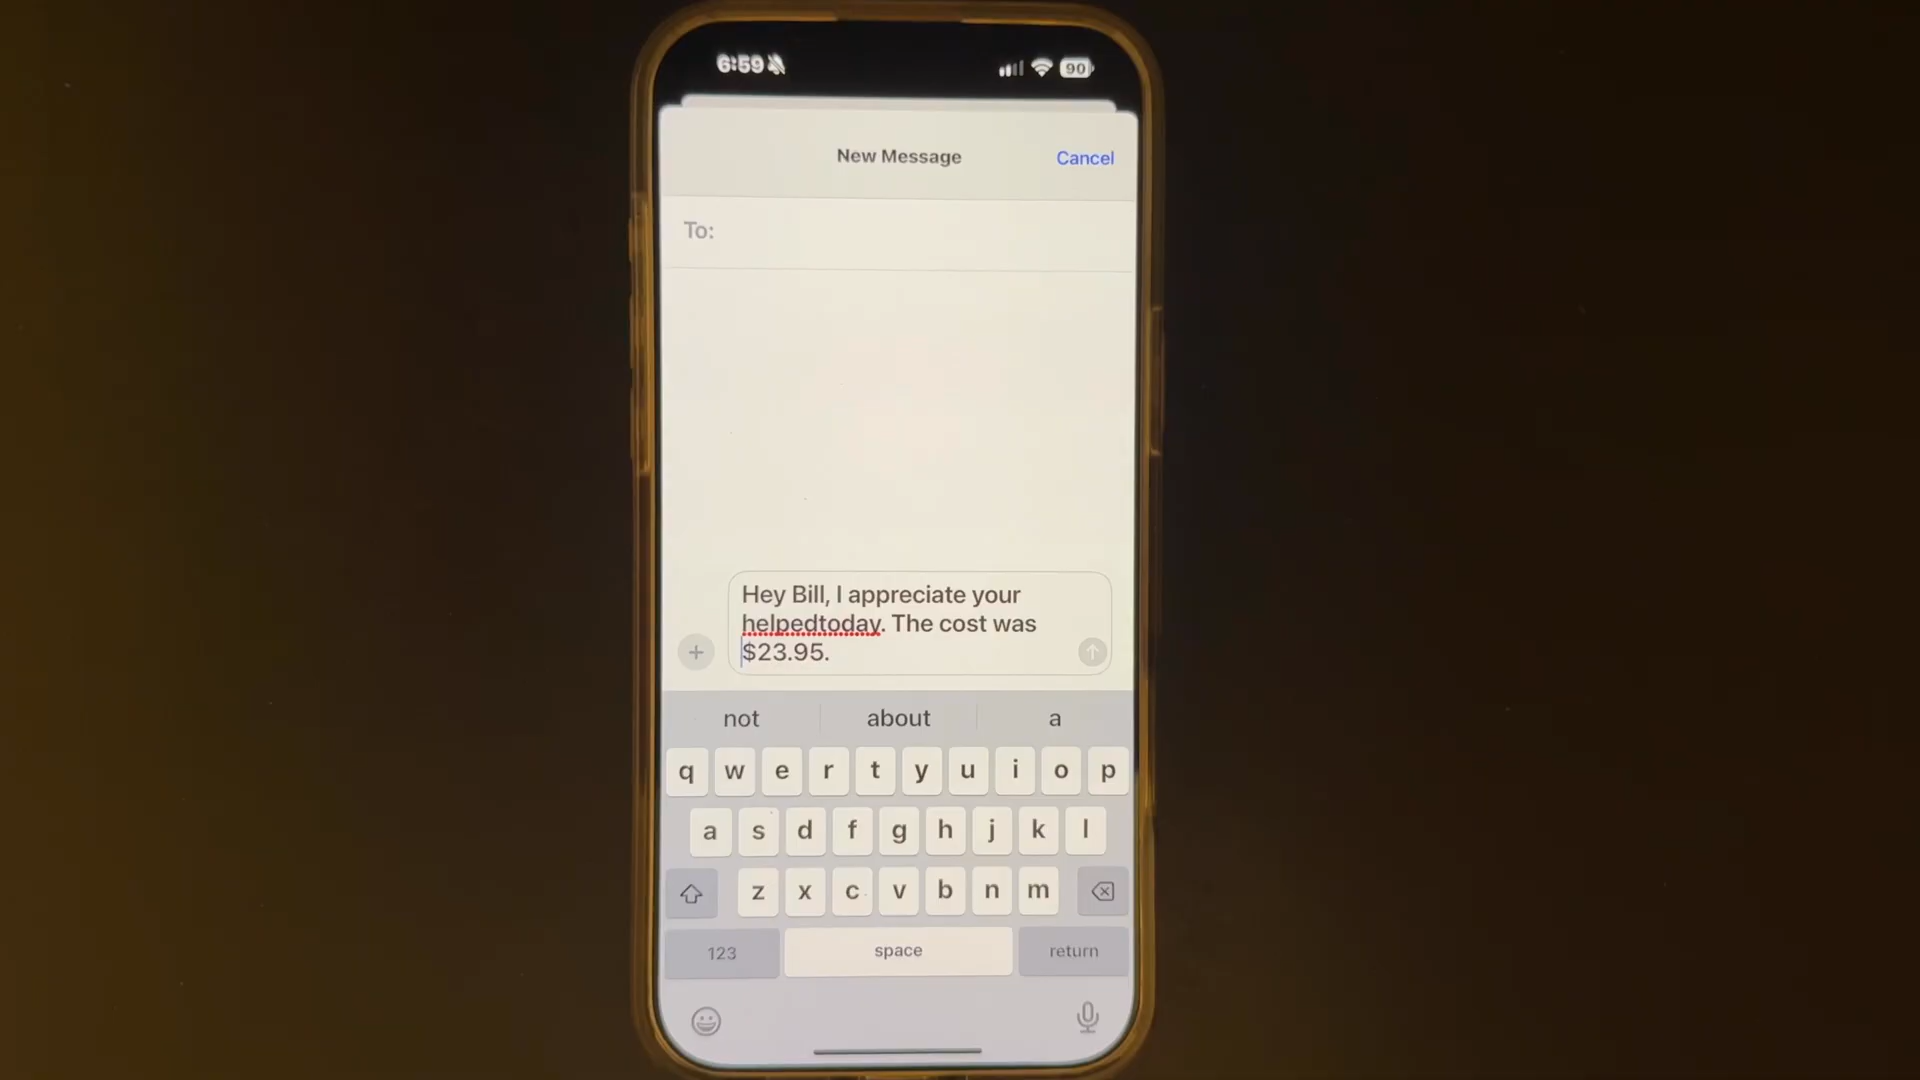 6:59
90
New Message
Cancel
To:
Hey Bill, I appreciate your
helpedtoday. The cost was
$23.95.
not about a
q w e r t y u i o p
a s d f g h j k l
z x c v b n m
123 space return